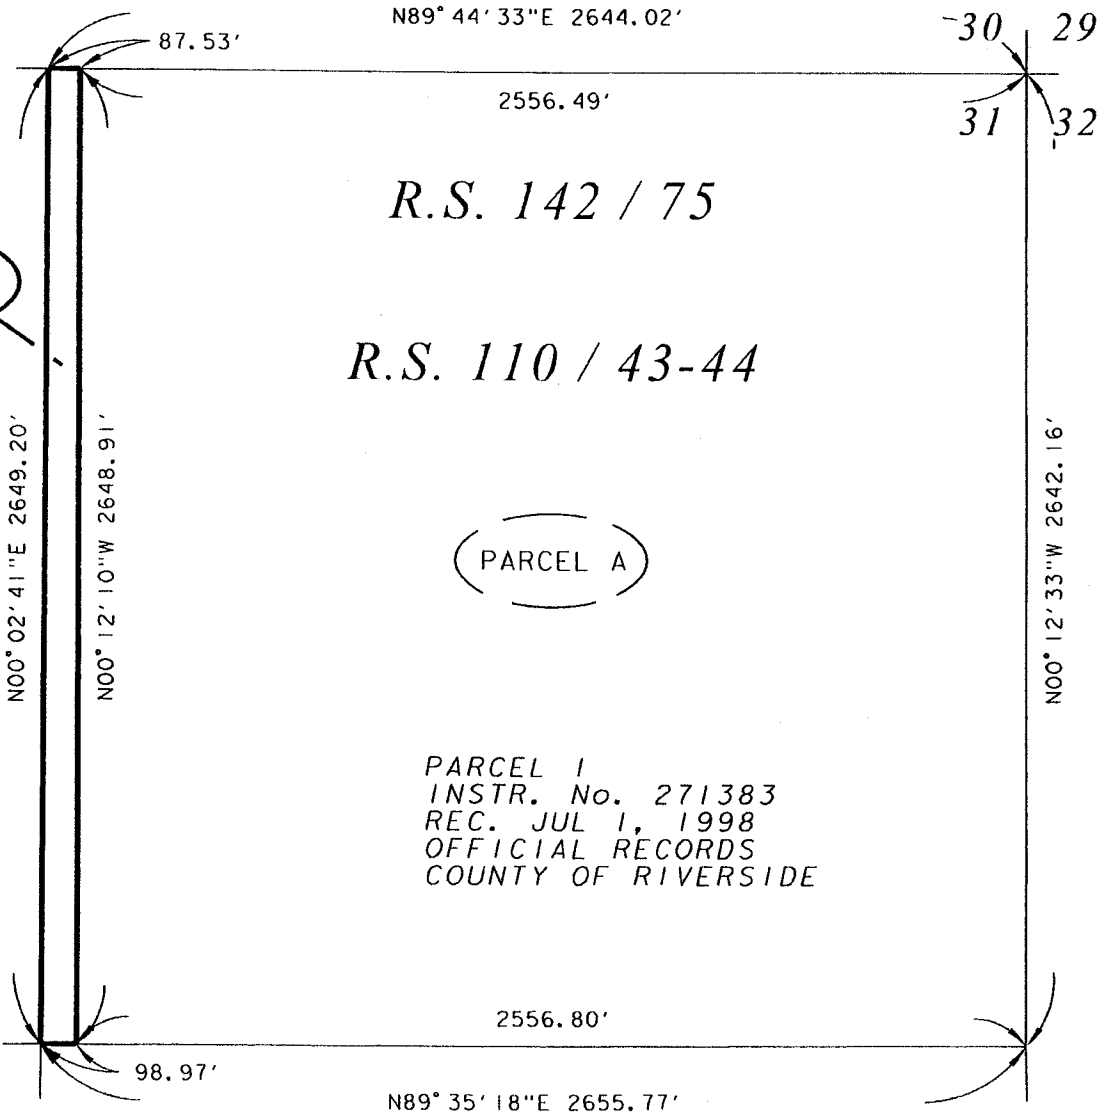 N89°44'33"E 2644.02'
30 29
87.53'
2556.49'
31 32
R.S. 142 / 75
R.S. 110 / 43-44
N00°02'41"E 2649.20'
N00°12'10"W 2648.91'
N00°12'33"W 2642.16'
PARCEL A
PARCEL 1
INSTR. No. 271383
REC. JUL 1, 1998
OFFICIAL RECORDS
COUNTY OF RIVERSIDE
2556.80'
98.97'
N89°35'18"E 2655.77'